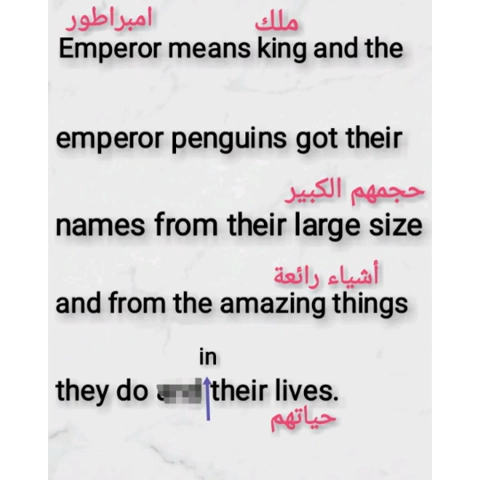 امبراطور ملك
Emperor means king and the
emperor penguins got their
حجمهم الكبير
names from their large size
أشياء رائعة
and from the amazing things
in
they do their lives.
حياتهم